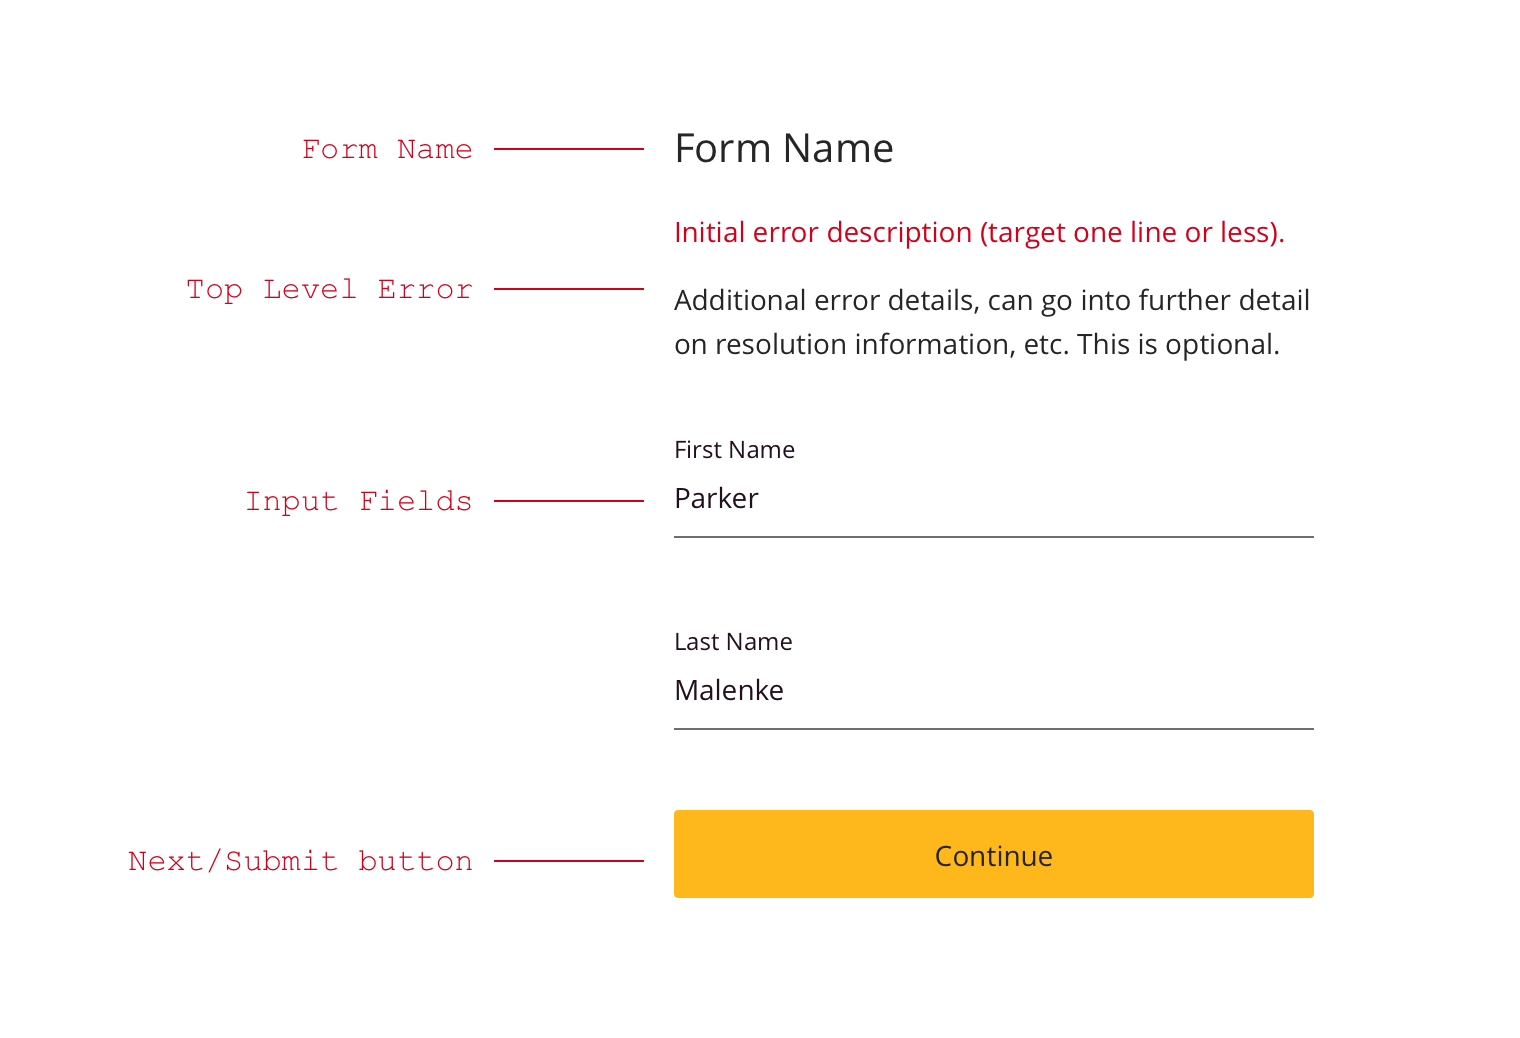 Form Name
Form Name
Initial error description (target one line or less).
Top Level Error
Additional error details, can go into further detail
on resolution information, etc. This is optional.
First Name
Input Fields
Parker
Last Name
Malenke
Next/Submit button
Continue